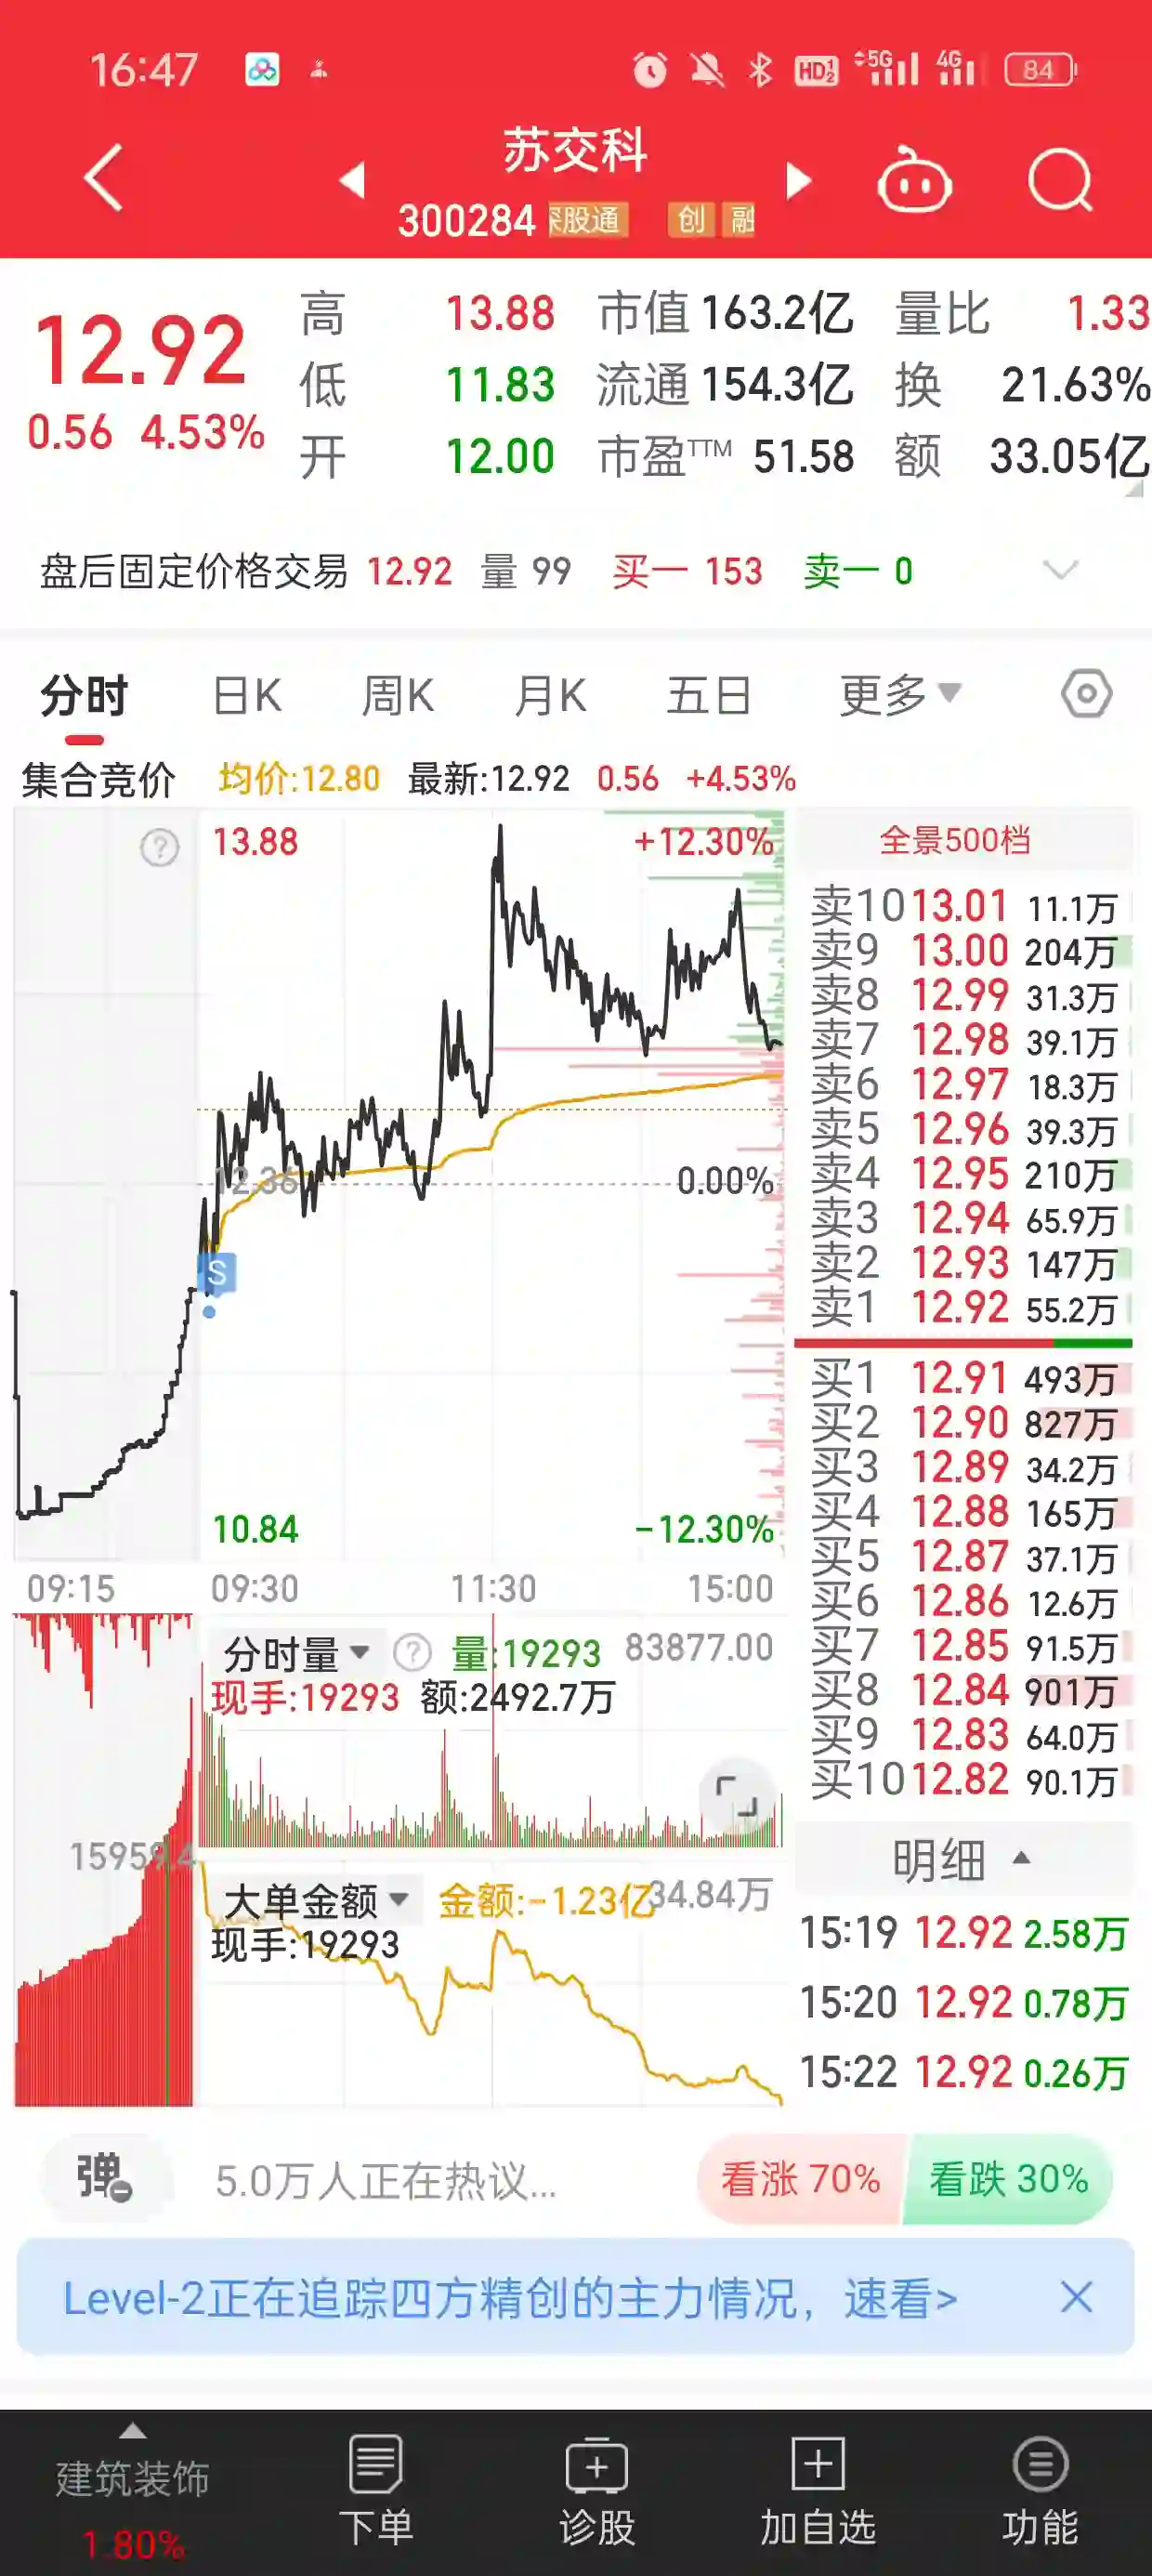 16:47 HD 5G 4G 84
苏交科
300284 深股通 创 融
12.92
0.56 4.53%
高 13.88 市值 163.2亿 量比 1.33
低 11.83 流通 154.3亿 换 21.63%
开 12.00 市盈TTM 51.58 额 33.05亿
盘后固定价格交易 12.92 量 99 买一 153 卖一 0
分时 日K 周K 月K 五日 更多
集合竞价 均价:12.80 最新:12.92 0.56 +4.53%
13.88 +12.30%
12.36 0.00%
10.84 -12.30%
09:15 09:30 11:30 15:00
分时量 ? 量:19293 83877.00
现手:19293 额:2492.7万
15959.4
大单金额 金额:-1.23亿 34.84万
现手:19293
S
全景500档
卖10 13.01 11.1万
卖9 13.00 204万
卖8 12.99 31.3万
卖7 12.98 39.1万
卖6 12.97 18.3万
卖5 12.96 39.3万
卖4 12.95 210万
卖3 12.94 65.9万
卖2 12.93 147万
卖1 12.92 55.2万
买1 12.91 493万
买2 12.90 827万
买3 12.89 34.2万
买4 12.88 165万
买5 12.87 37.1万
买6 12.86 12.6万
买7 12.85 91.5万
买8 12.84 901万
买9 12.83 64.0万
买10 12.82 90.1万
明细
15:19 12.92 2.58万
15:20 12.92 0.78万
15:22 12.92 0.26万
弹 5.0万人正在热议... 看涨 70% 看跌 30%
Level-2正在追踪四方精创的主力情况，速看>
建筑装饰
1.80%
下单 诊股 加自选 功能